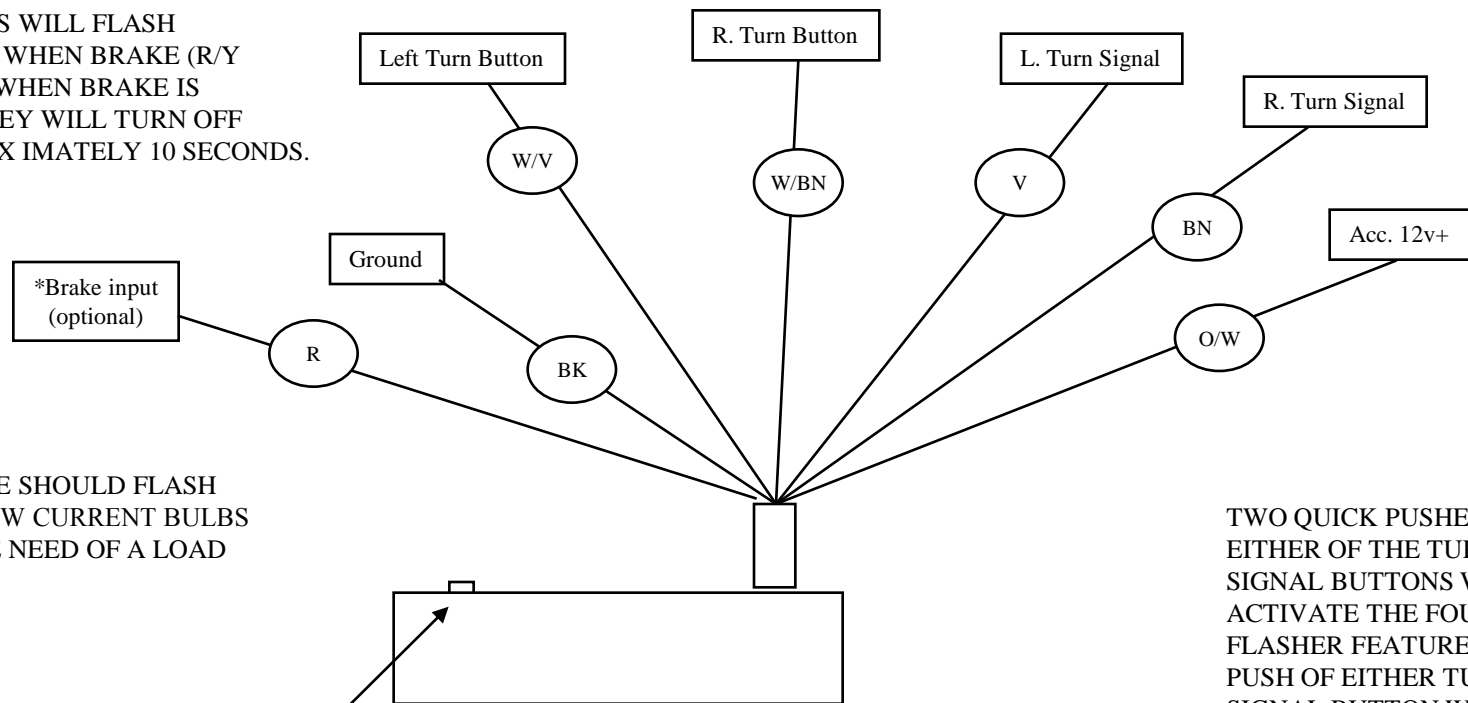 S WILL FLASH
WHEN BRAKE (R/Y
WHEN BRAKE IS
EY WILL TURN OFF
X IMATELY 10 SECONDS.
Left Turn Button
R. Turn Button
L. Turn Signal
R. Turn Signal
W/V
W/BN
V
BN
Acc. 12v+
Ground
*Brake input
(optional)
R
BK
O/W
E SHOULD FLASH
W CURRENT BULBS
E NEED OF A LOAD
TWO QUICK PUSHE
EITHER OF THE TU
SIGNAL BUTTONS W
ACTIVATE THE FOU
FLASHER FEATURE
PUSH OF EITHER TU
SIGNAL BUTTON